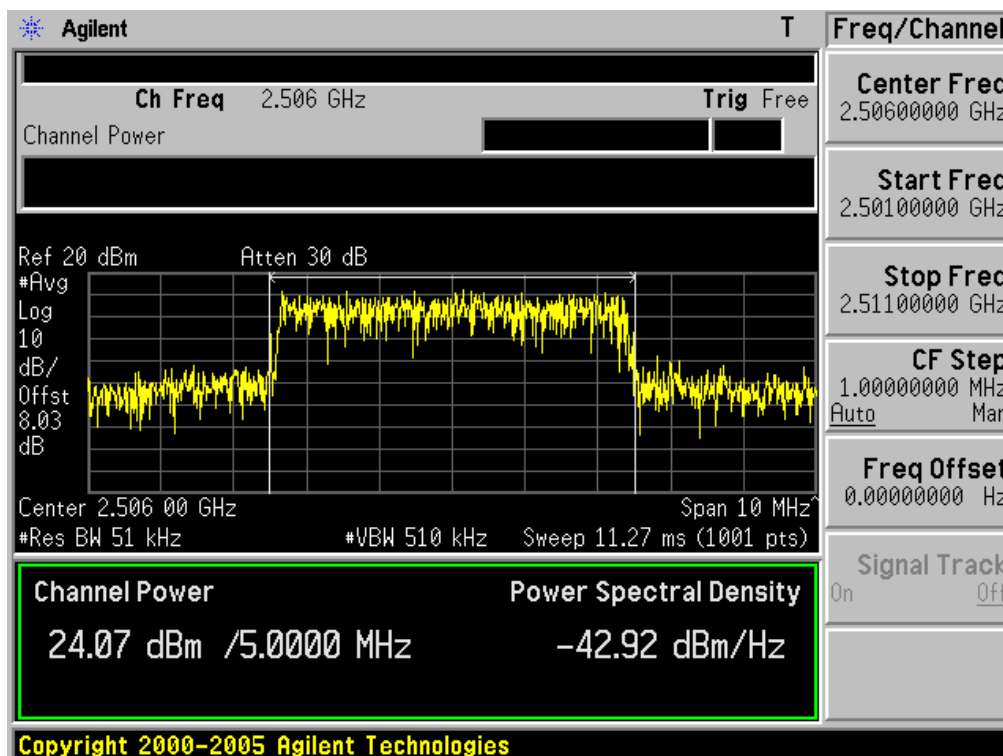 Agilent T
Ch Freq 2.506 GHz Trig Free
Channel Power
Ref 20 dBm Atten 30 dB
#Avg
Log
10
dB/
Offst
8.03
dB
Center 2.506 00 GHz Span 10 MHz^
#Res BW 51 kHz #VBW 510 kHz Sweep 11.27 ms (1001 pts)
Channel Power Power Spectral Density
24.07 dBm /5.0000 MHz -42.92 dBm/Hz
Copyright 2000-2005 Agilent Technologies
Freq/Channel
Center Freq
2.50600000 GHz
Start Freq
2.50100000 GHz
Stop Freq
2.51100000 GHz
CF Step
1.00000000 MHz
Auto Man
Freq Offset
0.00000000 Hz
Signal Track
On Off